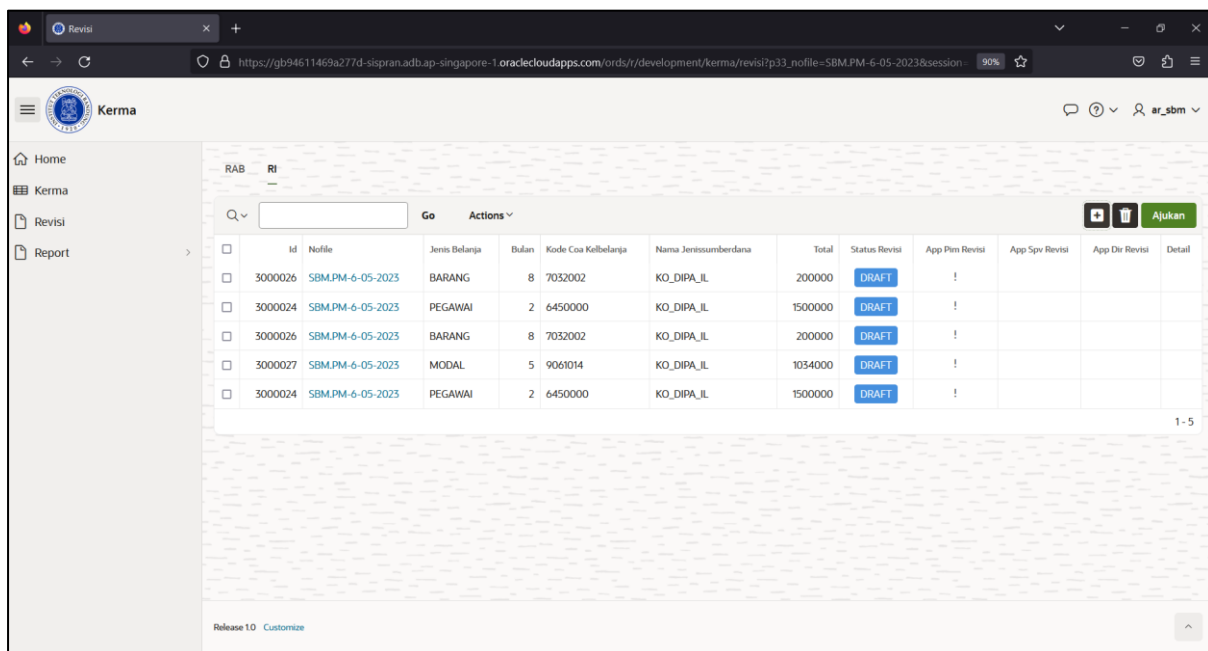 Revisi
https://gb94611469a277d-sispran.adb.ap-singapore-1.oraclecloudapps.com/ords/r/development/kerma/revisi?p33_nofile=SBM.PM-6-05-2023&session= 90%
INSTITUT TEKNOLOGI BANDUNG
1920
Kerma
ar_sbm
Home
Kerma
Revisi
Report
RAB RI
Go Actions Ajukan
Id Nofile Jenis Belanja Bulan Kode Coa Kelbelanja Nama Jenissumberdana Total Status Revisi App Pim Revisi App Spv Revisi App Dir Revisi Detail
3000026 SBM.PM-6-05-2023 BARANG 8 7032002 KO_DIPA_IL 200000 DRAFT !
3000024 SBM.PM-6-05-2023 PEGAWAI 2 6450000 KO_DIPA_IL 1500000 DRAFT !
3000026 SBM.PM-6-05-2023 BARANG 8 7032002 KO_DIPA_IL 200000 DRAFT !
3000027 SBM.PM-6-05-2023 MODAL 5 9061014 KO_DIPA_IL 1034000 DRAFT !
3000024 SBM.PM-6-05-2023 PEGAWAI 2 6450000 KO_DIPA_IL 1500000 DRAFT !
1 - 5
Release 1.0 Customize